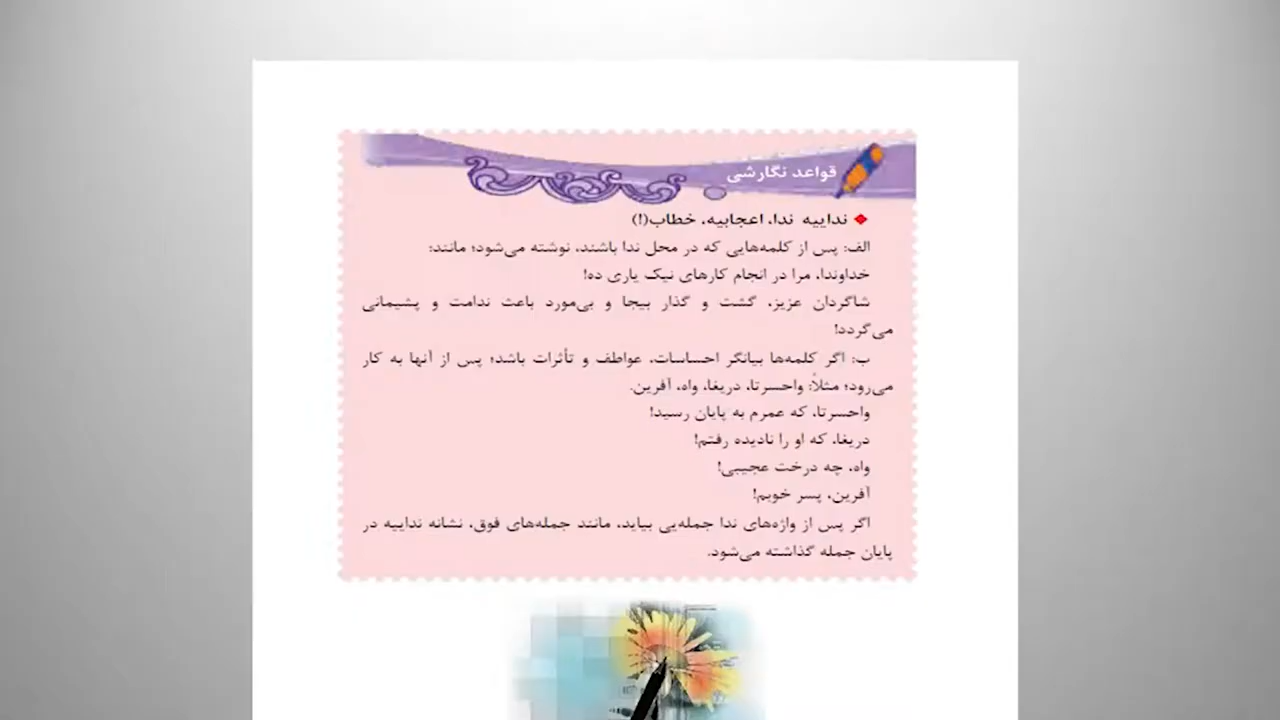 قواعد نگارشی
نداییه ندا، اعجابیه، خطاب(!)
الف: پس از کلمه‌هایی که در محل ندا باشند، نوشته می‌شود؛ مانند:
خداوندا، مرا در انجام کارهای نیک یاری ده!
شاگردان عزیز، گشت و گذار بیجا و بی‌مورد باعث ندامت و پشیمانی
می‌گردد!
ب: اگر کلمه‌ها بیانگر احساسات، عواطف و تأثرات باشد؛ پس از آنها به کار
می‌رود؛ مثلاً: واحسرتا، دریغا، واه، آفرین.
واحسرتا، که عمرم به پایان رسید!
دریغا، که او را نادیده رفتم!
واه، چه درخت عجیبی!
آفرین، پسر خوبم!
اگر پس از واژه‌های ندا جمله‌یی بیاید، مانند جمله‌های فوق، نشانه نداییه در
پایان جمله گذاشته می‌شود.